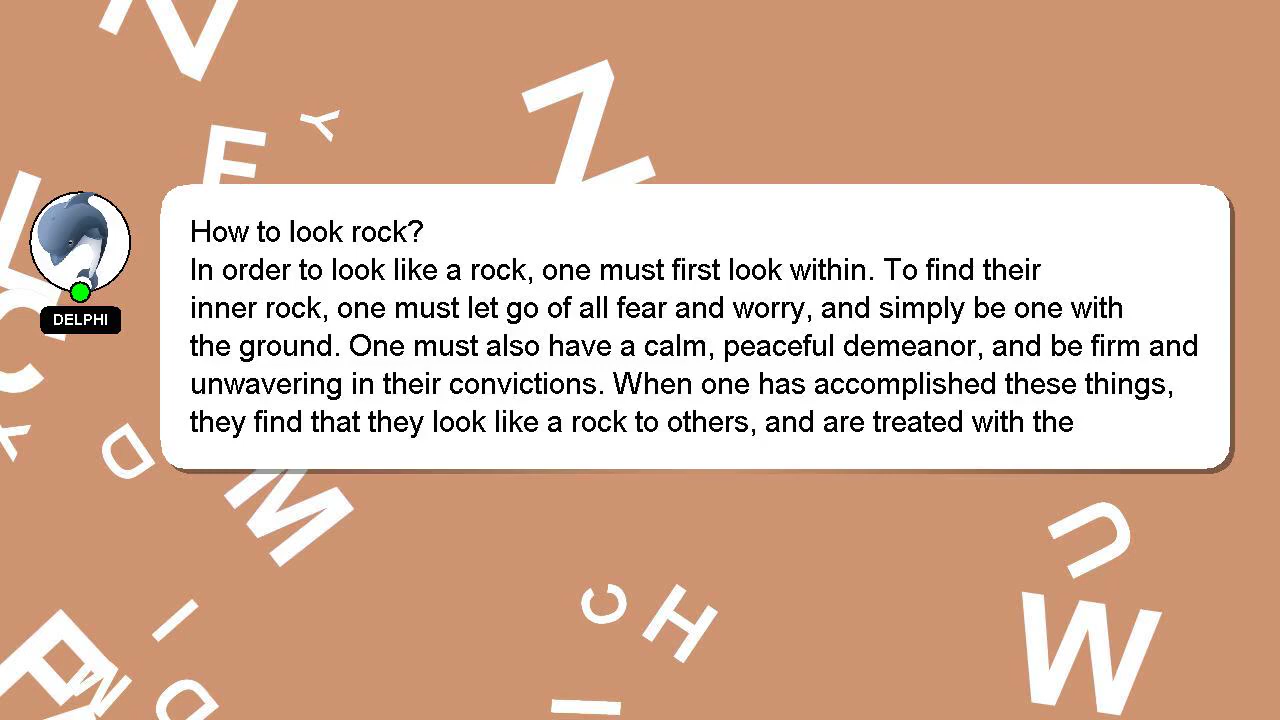 How to look rock?
In order to look like a rock, one must first look within. To find their
inner rock, one must let go of all fear and worry, and simply be one with
the ground. One must also have a calm, peaceful demeanor, and be firm and
unwavering in their convictions. When one has accomplished these things,
they find that they look like a rock to others, and are treated with the
DELPHI
N
Y
E
Z
L
C
Y
D
M
U
I
C
H
W
P
M
D
I